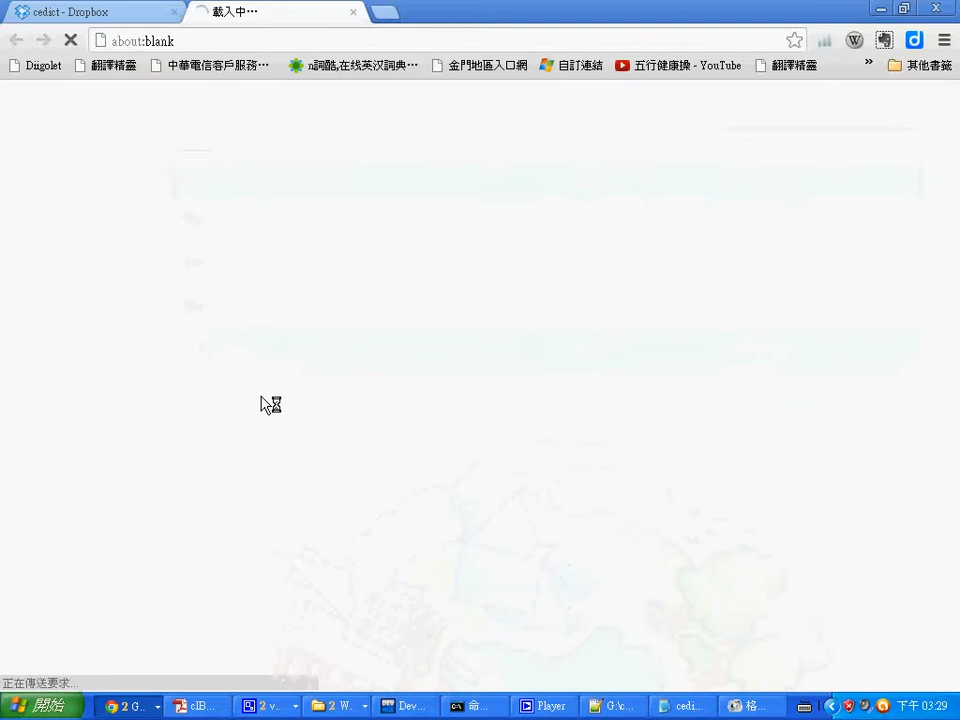 cedict - Dropbox
載入中…
about:blank
Diigolet
翻譯精靈
中華電信客戶服務…
n詞酷,在线英汉詞典…
金門地區入口網
自訂連結
五行健康操 - YouTube
翻譯精靈
»
其他書籤
正在傳送要求...
開始
2 G...
clB...
2 v...
2 W...
Dev...
命...
Player
G:\c...
cedi...
格...
下午 03:29